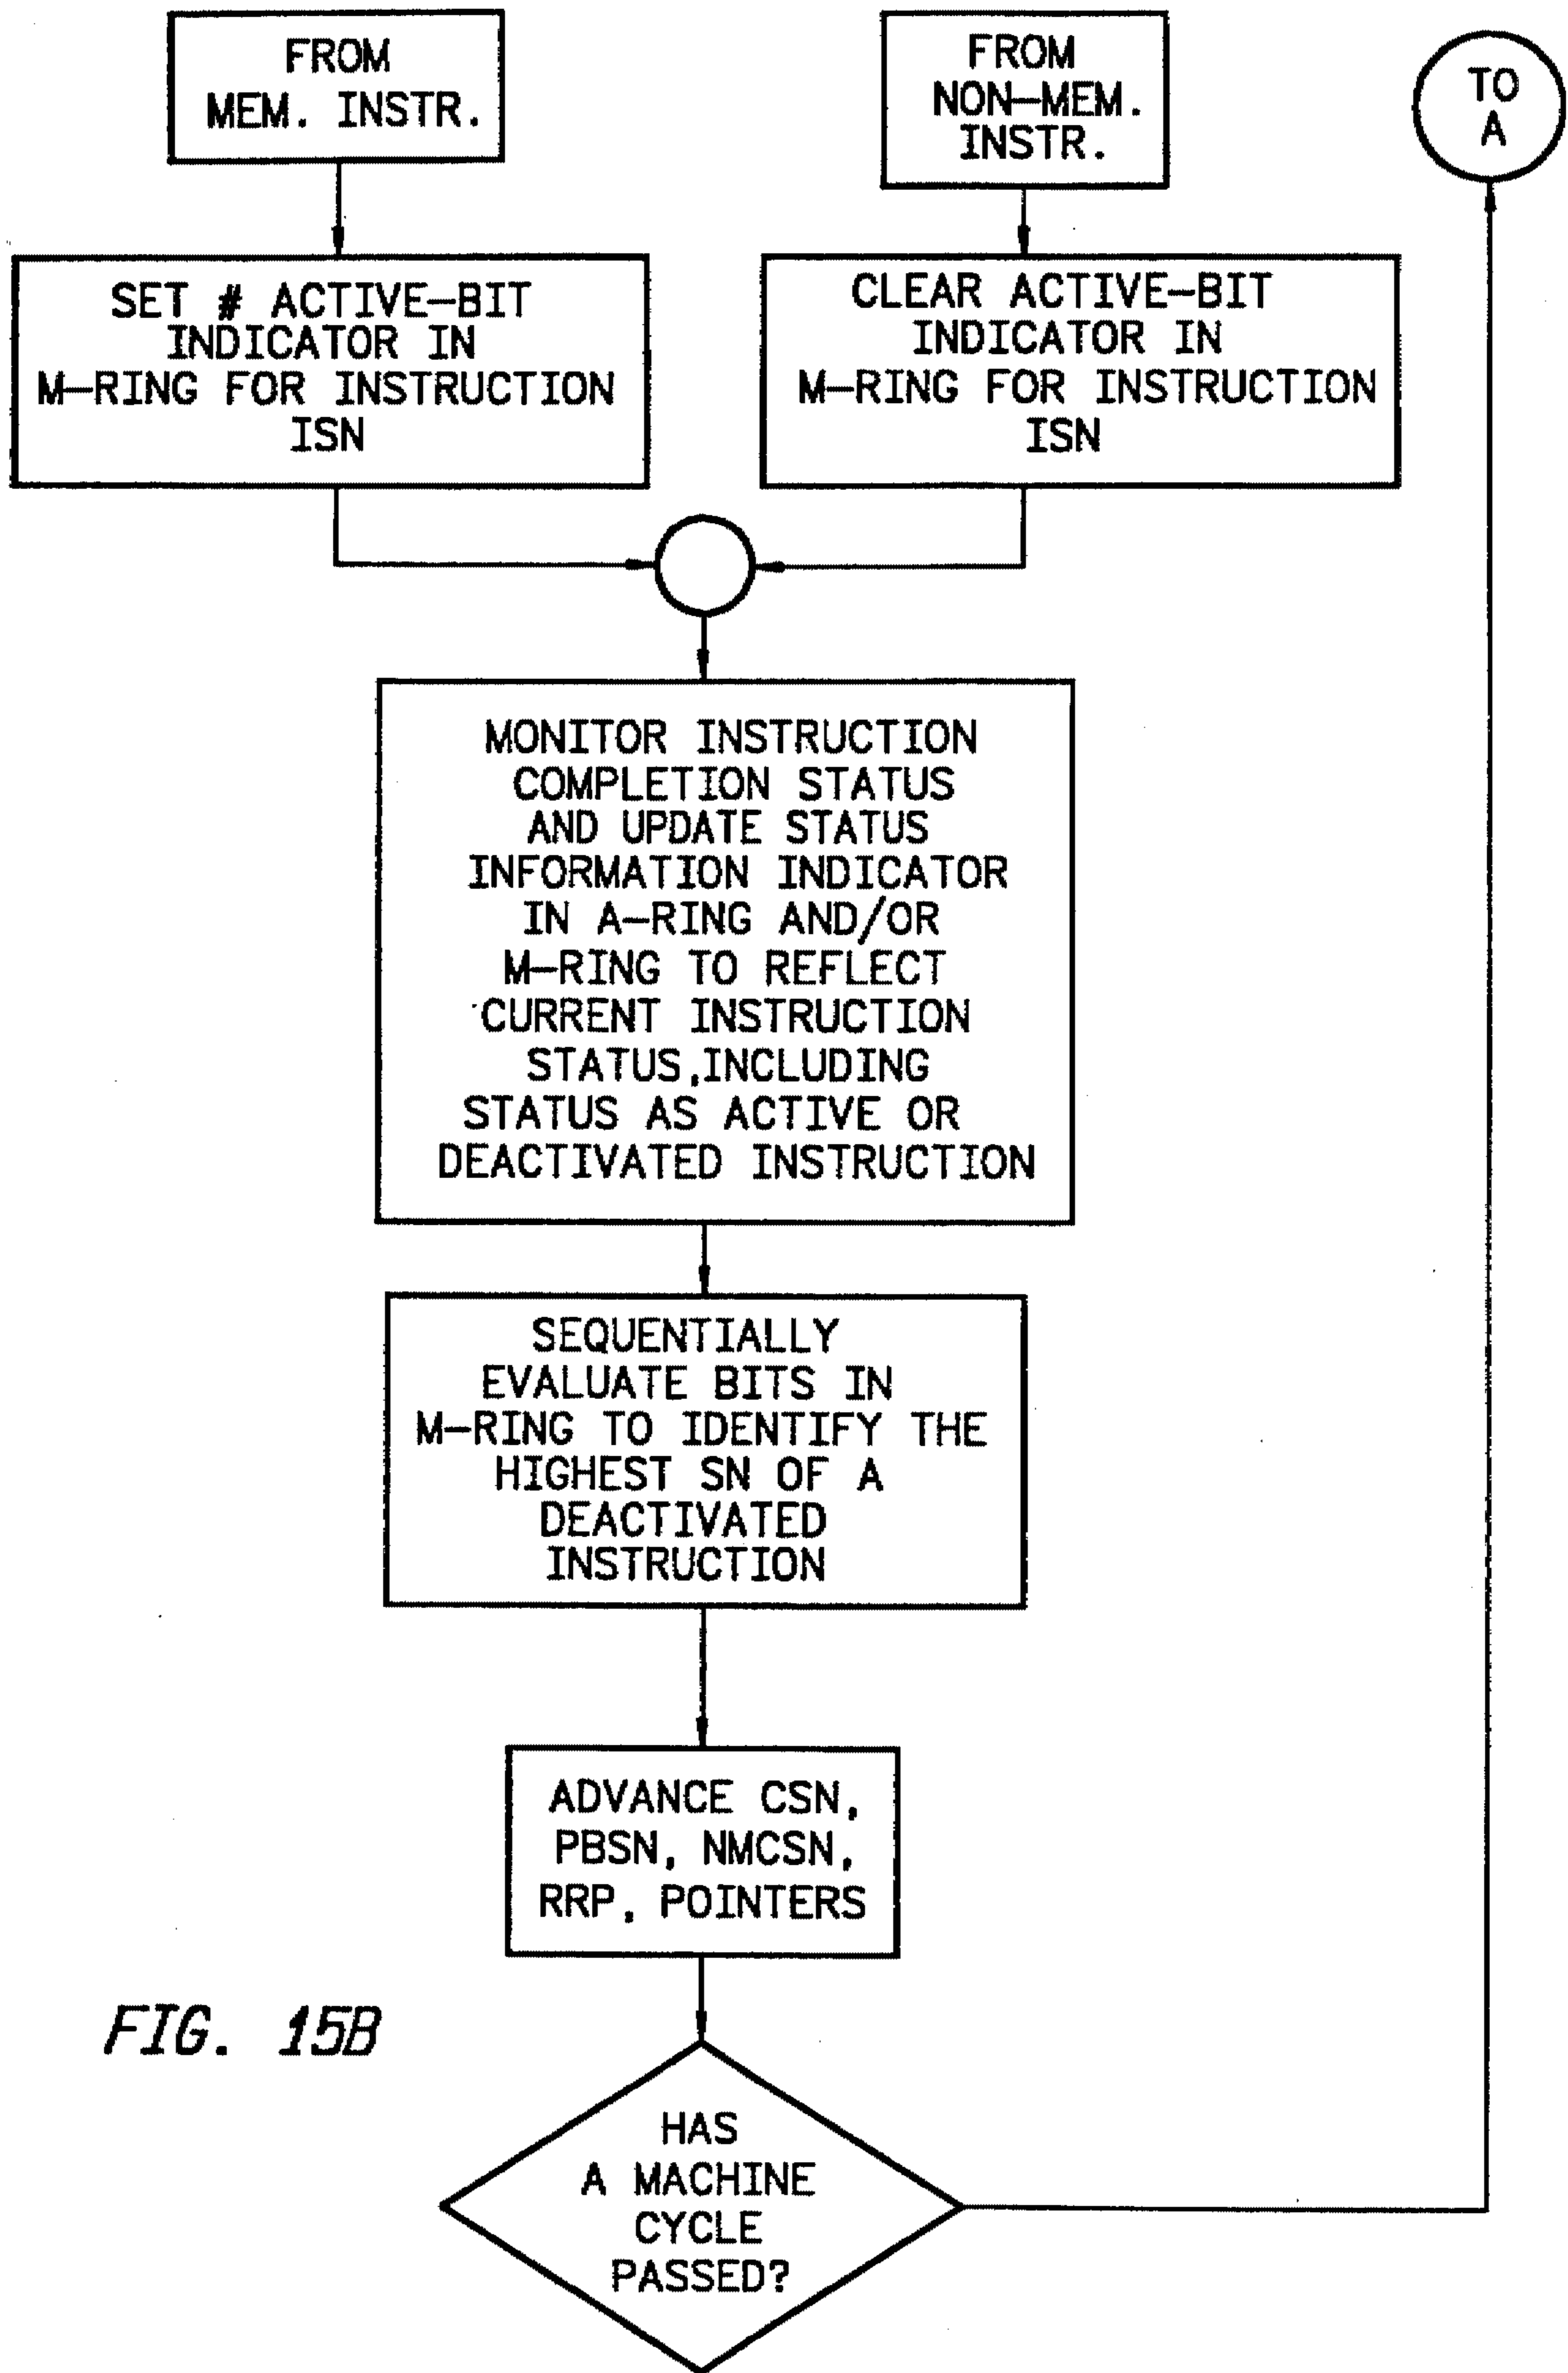 FROM
MEM. INSTR.
FROM
NON-MEM.
INSTR.
TO
A
SET # ACTIVE-BIT
INDICATOR IN
M-RING FOR INSTRUCTION
ISN
CLEAR ACTIVE-BIT
INDICATOR IN
M-RING FOR INSTRUCTION
ISN
MONITOR INSTRUCTION
COMPLETION STATUS
AND UPDATE STATUS
INFORMATION INDICATOR
IN A-RING AND/OR
M-RING TO REFLECT
CURRENT INSTRUCTION
STATUS,INCLUDING
STATUS AS ACTIVE OR
DEACTIVATED INSTRUCTION
SEQUENTIALLY
EVALUATE BITS IN
M-RING TO IDENTIFY THE
HIGHEST SN OF A
DEACTIVATED
INSTRUCTION
ADVANCE CSN,
PBSN, NMCSN,
RRP, POINTERS
FIG. 15B
HAS
A MACHINE
CYCLE
PASSED?